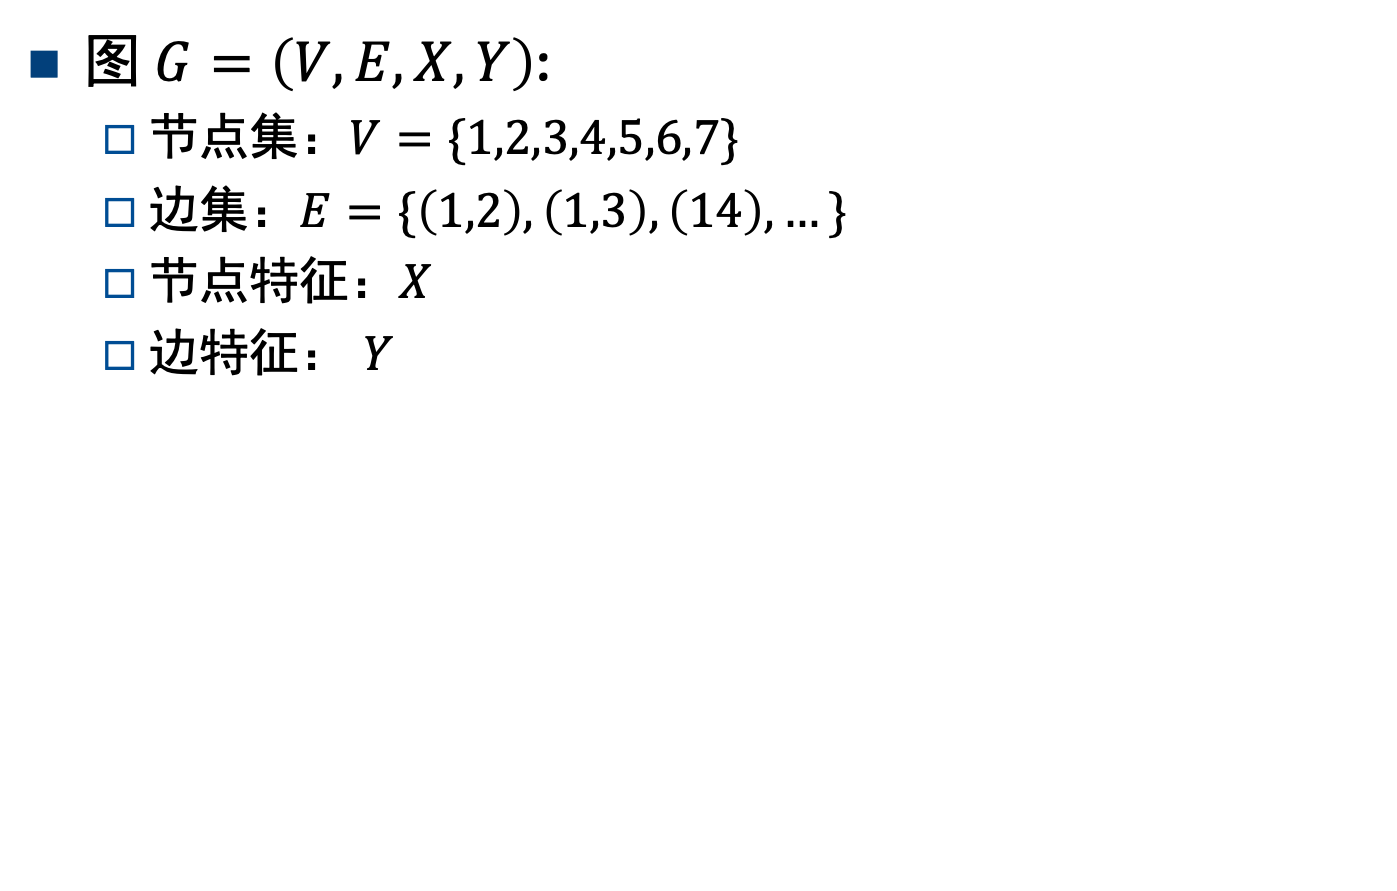 图 G = (V, E, X, Y):
节点集：V = {1,2,3,4,5,6,7}
边集：E = {(1,2), (1,3), (14), … }
节点特征：X
边特征： Y